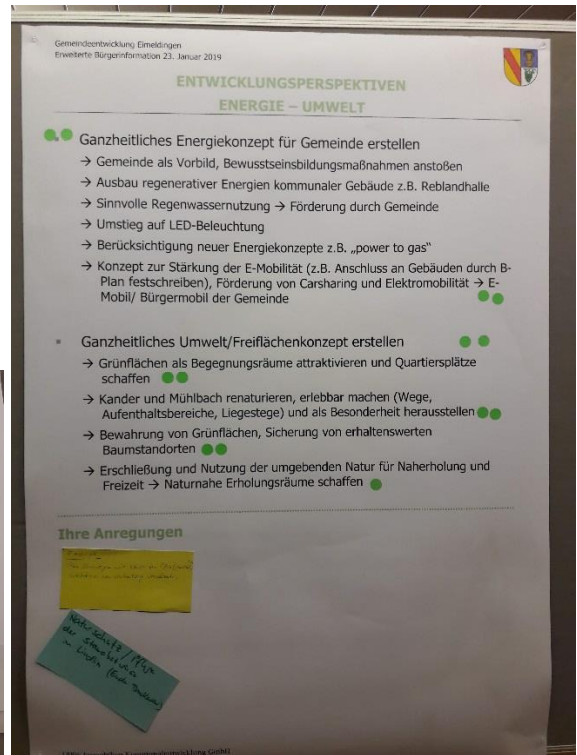 Gemeindeentwicklung Eimeldingen
Erweiterte Bürgerinformation 23. Januar 2019
ENTWICKLUNGSPERSPEKTIVEN
ENERGIE – UMWELT
Ganzheitliches Energiekonzept für Gemeinde erstellen
→ Gemeinde als Vorbild, Bewusstseinsbildungsmaßnahmen anstoßen
→ Ausbau regenerativer Energien kommunaler Gebäude z.B. Reblandhalle
→ Sinnvolle Regenwassernutzung → Förderung durch Gemeinde
→ Umstieg auf LED-Beleuchtung
→ Berücksichtigung neuer Energiekonzepte z.B. „power to gas“
→ Konzept zur Stärkung der E-Mobilität (z.B. Anschluss an Gebäuden durch B-
Plan festschreiben), Förderung von Carsharing und Elektromobilität → E-
Mobil/ Bürgermobil der Gemeinde
▪ Ganzheitliches Umwelt/Freiflächenkonzept erstellen
→ Grünflächen als Begegnungsräume attraktivieren und Quartiersplätze
schaffen
→ Kander und Mühlbach renaturieren, erlebbar machen (Wege,
Aufenthaltsbereiche, Liegestege) und als Besonderheit herausstellen
→ Bewahrung von Grünflächen, Sicherung von erhaltenswerten
Baumstandorten
→ Erschließung und Nutzung der umgebenden Natur für Naherholung und
Freizeit → Naturnahe Erholungsräume schaffen
Ihre Anregungen
Naturschutz /
der
in
Kommunalentwicklung GmbH